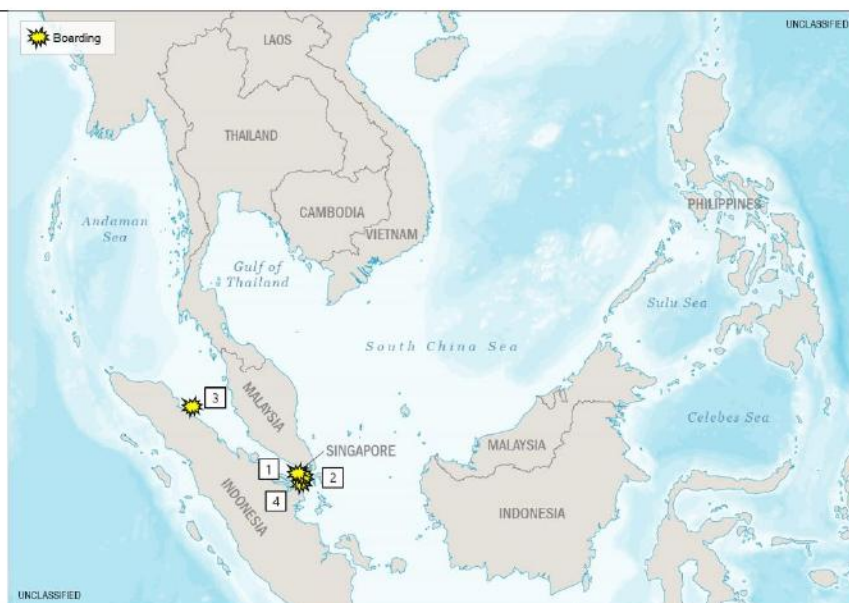 UNCLASSIFIED
Boarding
LAOS
THAILAND
CAMBODIA
VIETNAM
PHILIPPINES
Andaman
Sea
Gulf of
Thailand
Sulu Sea
South China Sea
MALAYSIA
3
Celebes Sea
SINGAPORE
MALAYSIA
1
2
4
INDONESIA
INDONESIA
UNCLASSIFIED